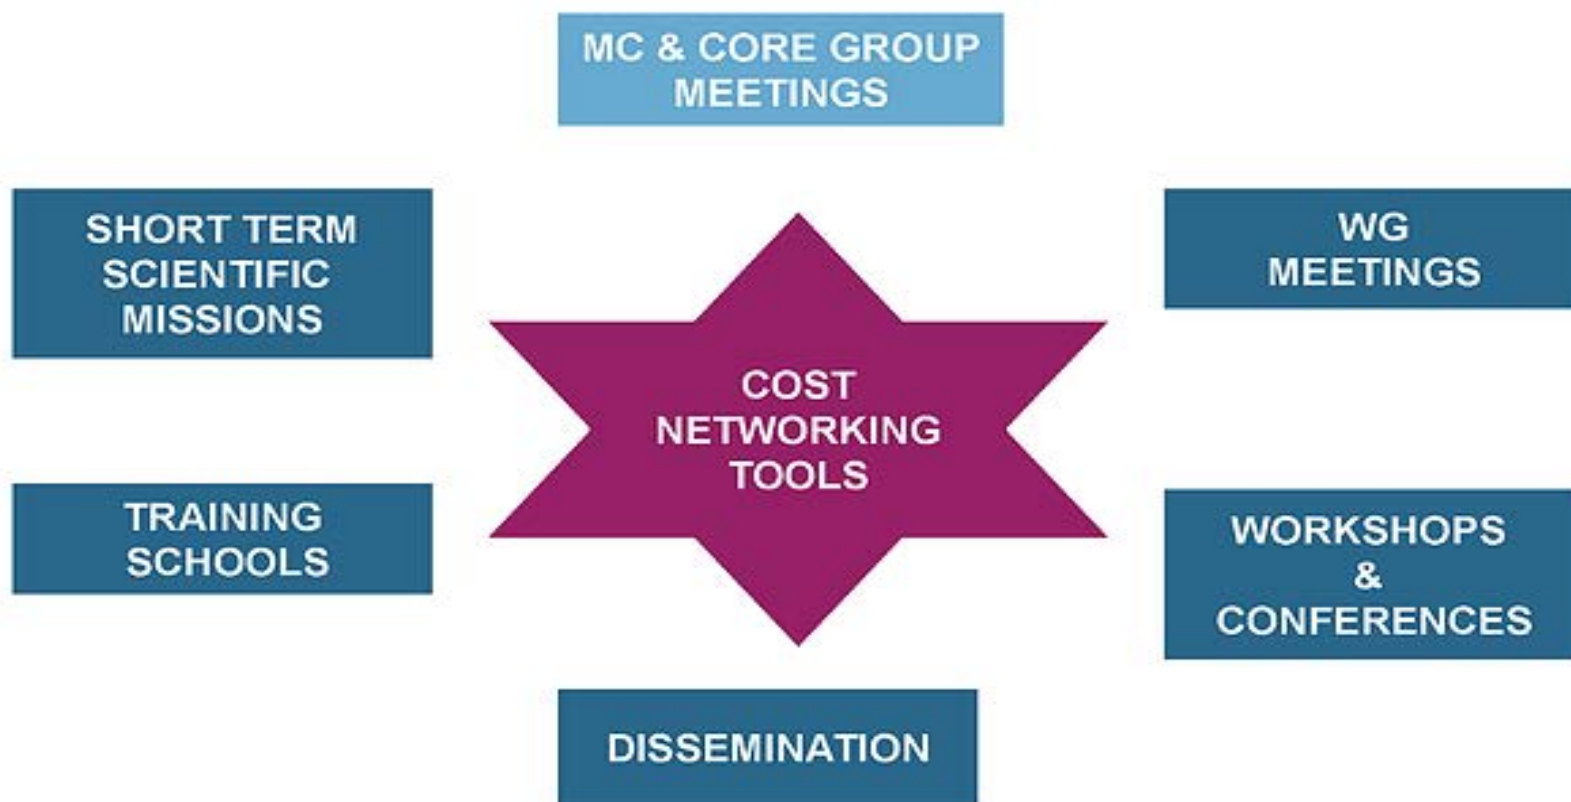 MC & CORE GROUP
MEETINGS
SHORT TERM
SCIENTIFIC
MISSIONS
WG
MEETINGS
COST
NETWORKING
TOOLS
TRAINING
SCHOOLS
WORKSHOPS
&
CONFERENCES
DISSEMINATION